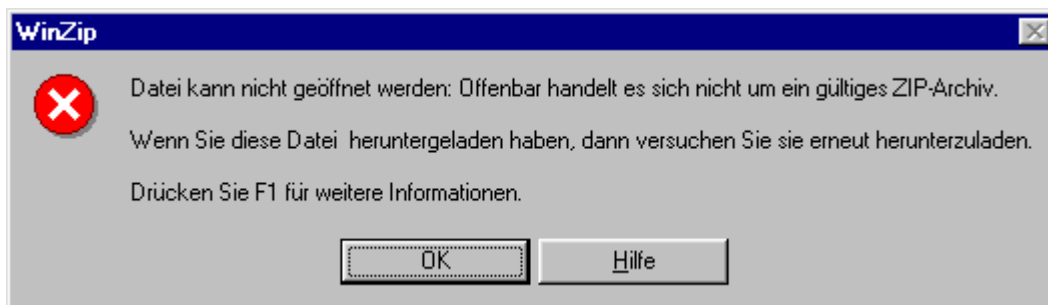 WinZip
Datei kann nicht geöffnet werden: Offenbar handelt es sich nicht um ein gültiges ZIP-Archiv.
Wenn Sie diese Datei  heruntergeladen haben, dann versuchen Sie sie erneut herunterzuladen.
Drücken Sie F1 für weitere Informationen.
OK Hilfe